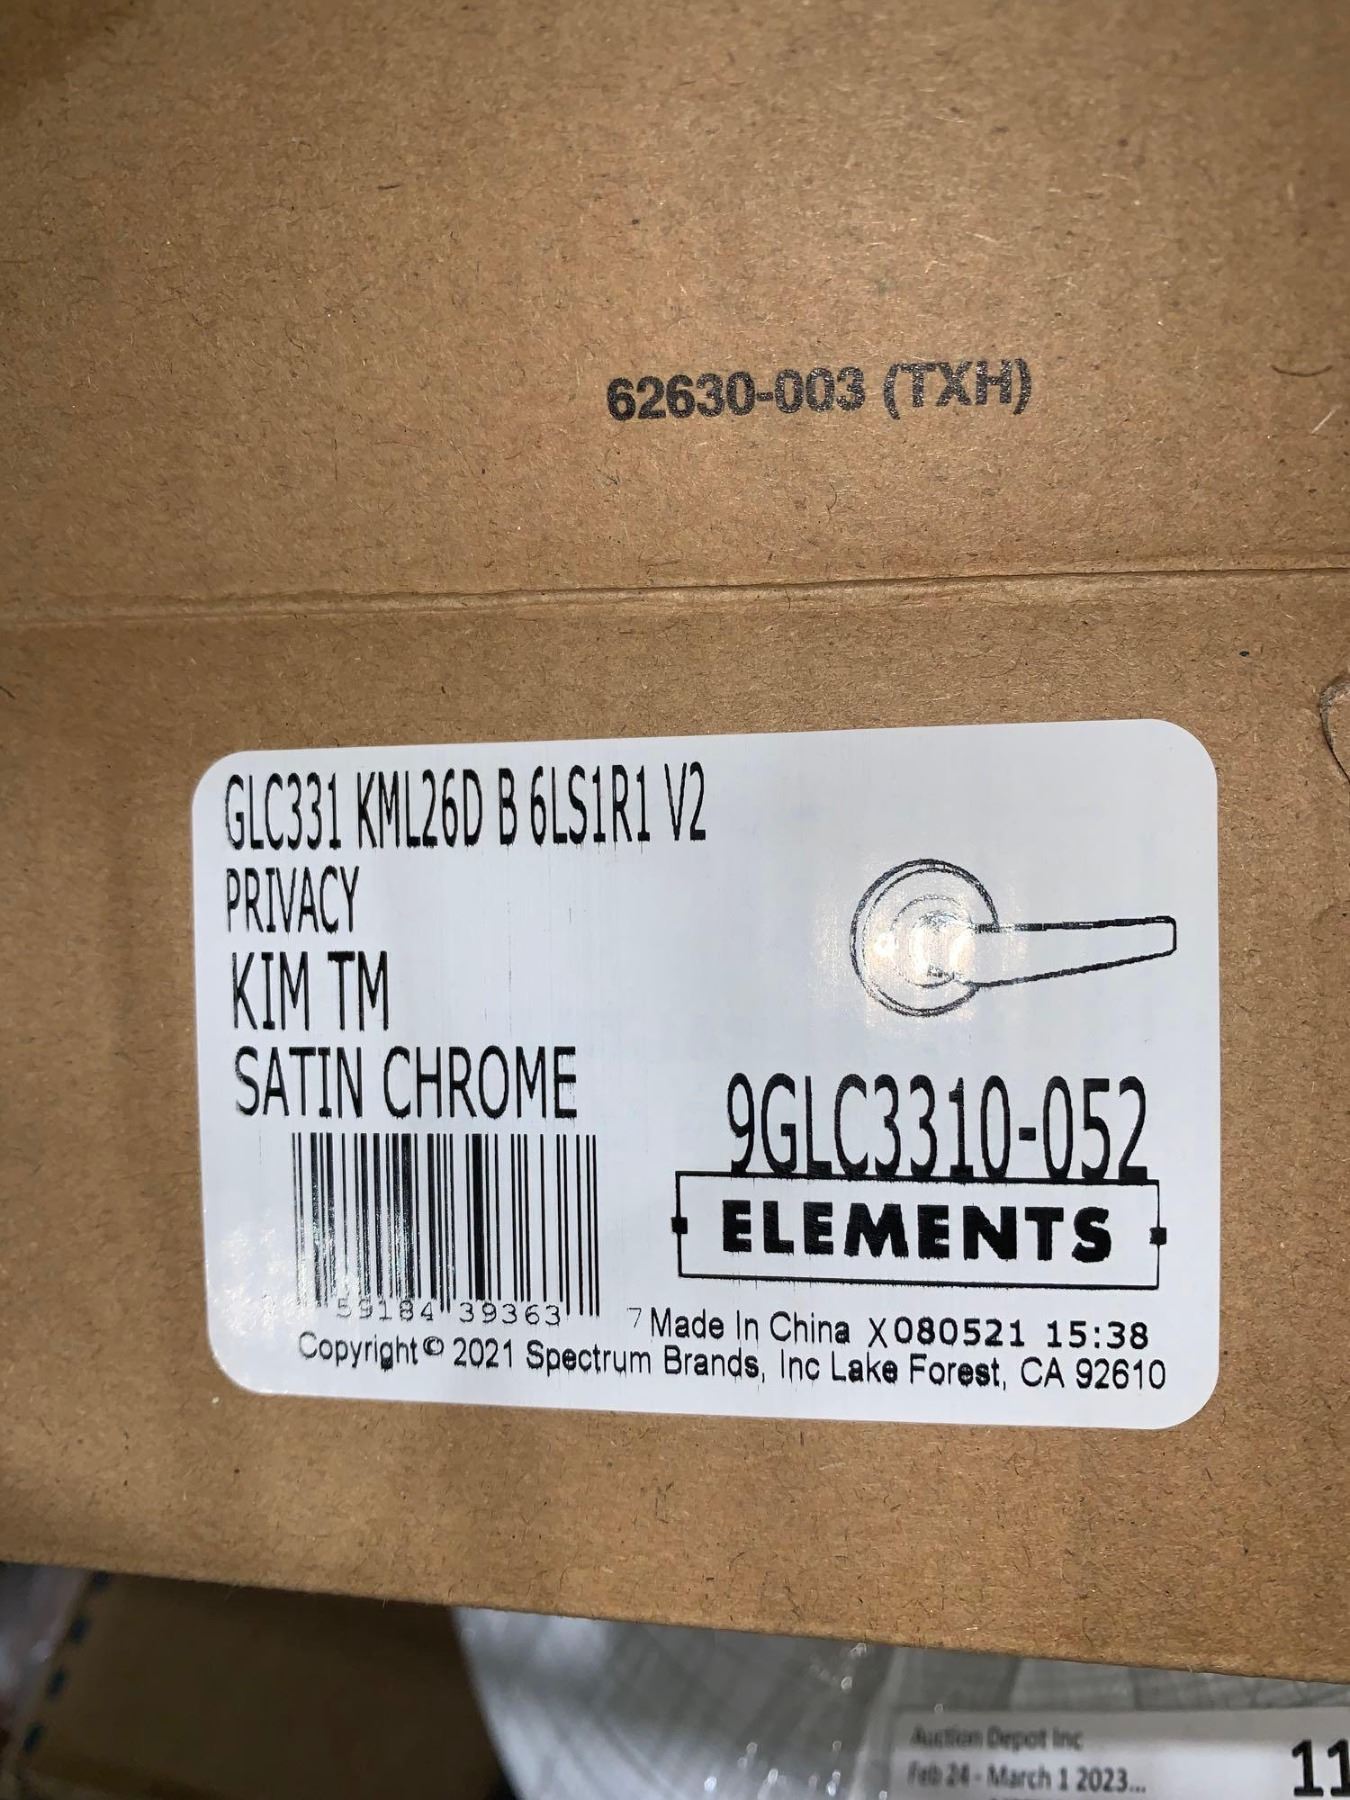 62630-003 (TXH)
GLC331 KML26D B 6LS1R1 V2
PRIVACY
KIM TM
SATIN CHROME
9GLC3310-052
ELEMENTS
59184 39363 7
Made In China X080521 15:38
Copyright © 2021 Spectrum Brands, Inc Lake Forest, CA 92610
Auction Depot Inc
Feb 24 - March 1 2023...
11